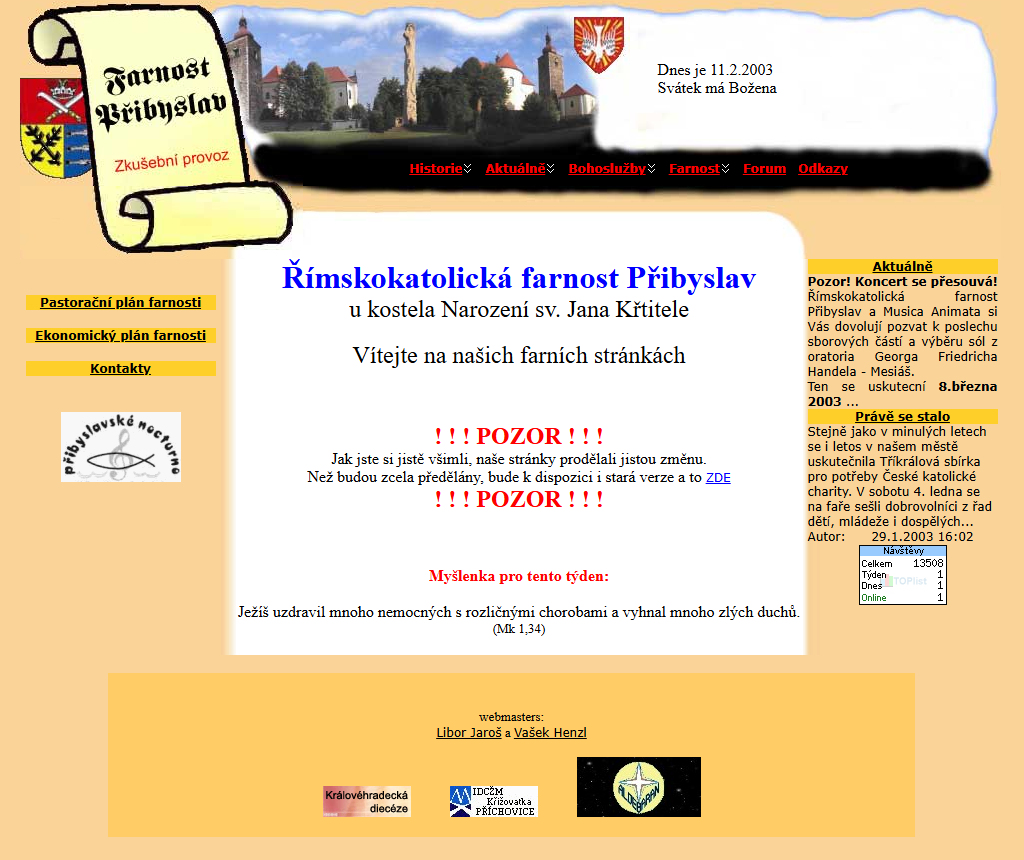 Farnost
Přibyslav
Zkušební provoz
Dnes je 11.2.2003
Svátek má Božena
Historie Aktuálně Bohoslužby Farnost Forum Odkazy
Pastorační plán farnosti
Ekonomický plán farnosti
Kontakty
přibyslavské nocturno
Římskokatolická farnost Přibyslav
u kostela Narození sv. Jana Křtitele
Vítejte na našich farních stránkách
! ! ! POZOR ! ! !
Jak jste si jistě všimli, naše stránky prodělali jistou změnu.
Než budou zcela předělány, bude k dispozici i stará verze a to ZDE
! ! ! POZOR ! ! !
Myšlenka pro tento týden:
Ježíš uzdravil mnoho nemocných s rozličnými chorobami a vyhnal mnoho zlých duchů.
(Mk 1,34)
Aktuálně
Pozor! Koncert se přesouvá!
Římskokatolická farnost
Přibyslav a Musica Animata si
Vás dovolují pozvat k poslechu
sborových částí a výběru sól z
oratoria Georga Friedricha
Handela - Mesiáš.
Ten se uskutecní 8.března
2003 ...
Právě se stalo
Stejně jako v minulých letech
se i letos v našem městě
uskutečnila Tříkrálová sbírka
pro potřeby České katolické
charity. V sobotu 4. ledna se
na faře sešli dobrovolníci z řad
dětí, mládeže i dospělých...
Autor: 29.1.2003 16:02
Návštěvy
Celkem 13508
Týden 1
Dnes 1
Online 1
TOPlist
webmasters:
Libor Jaroš a Vašek Henzl
Královéhradecká
diecéze
IDCŽM
Křižovatka
PŘÍCHOVICE
ALDEBARAN